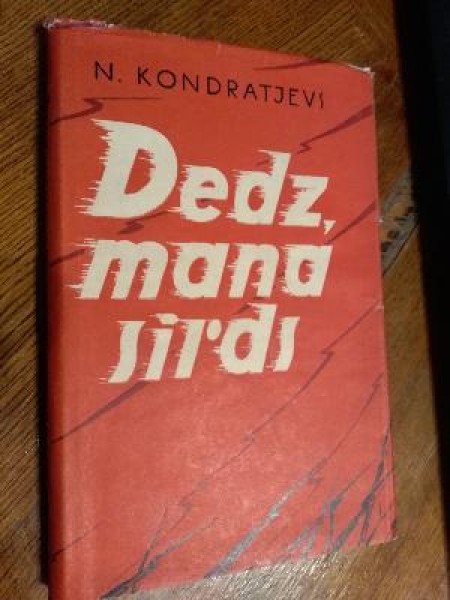 N. KONDRATJEVS
Dedz,
mana
sirds